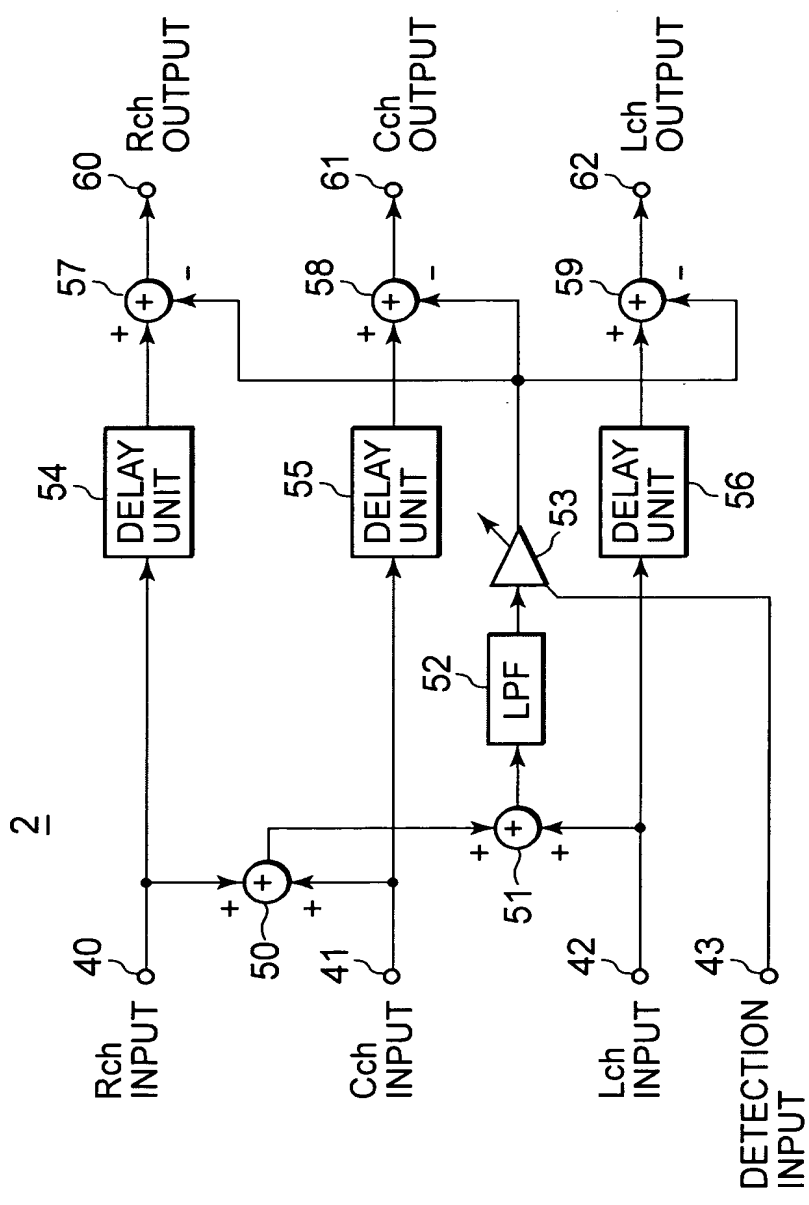 2
Rch
INPUT
40
50
+
+
+
54
DELAY
UNIT
57
+
+
-
60
Rch
OUTPUT
Cch
INPUT
41
55
DELAY
UNIT
58
+
+
-
61
Cch
OUTPUT
51
+
+
+
52
LPF
53
Lch
INPUT
42
DELAY
UNIT
56
59
+
+
-
62
Lch
OUTPUT
DETECTION
INPUT
43